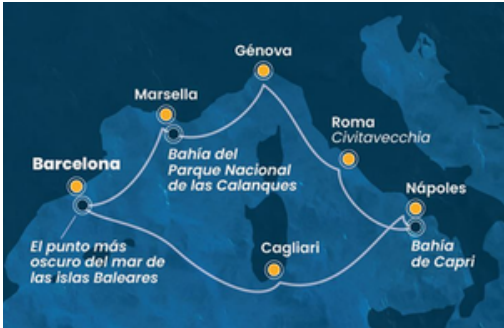 Génova
Marsella
Roma
Civitavecchia
Bahía del
Parque Nacional
de las Calanques
Barcelona
Nápoles
El punto más
oscuro del mar de
las islas Baleares
Cagliari
Bahía
de Capri